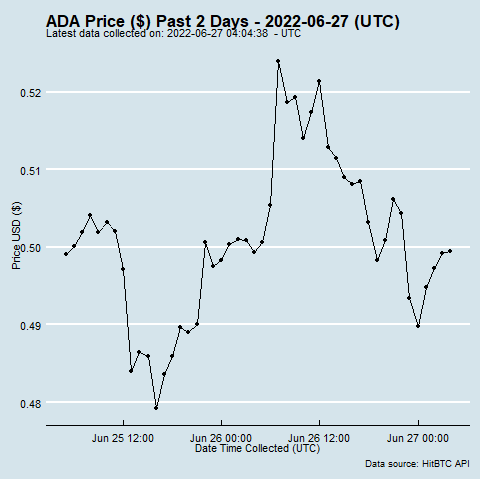 ADA Price ($) Past 2 Days - 2022-06-27 (UTC)
Latest data collected on: 2022-06-27 04:04:38 - UTC
0.52
0.51
0.50
0.49
0.48
Price USD ($)
Jun 25 12:00
Jun 26 00:00
Jun 26 12:00
Jun 27 00:00
Date Time Collected (UTC)
Data source: HitBTC API